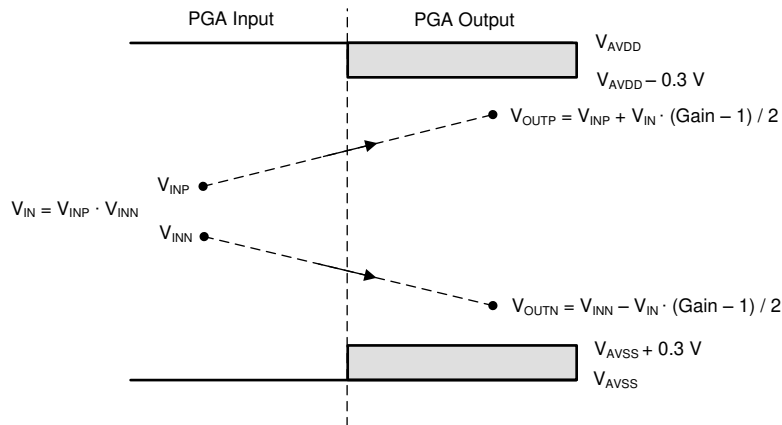 PGA Input
PGA Output
V_AVDD
V_AVDD – 0.3 V
V_OUTP = V_INP + V_IN · (Gain – 1) / 2
V_INP
V_IN = V_INP · V_INN
V_INN
V_OUTN = V_INN – V_IN · (Gain – 1) / 2
V_AVSS + 0.3 V
V_AVSS